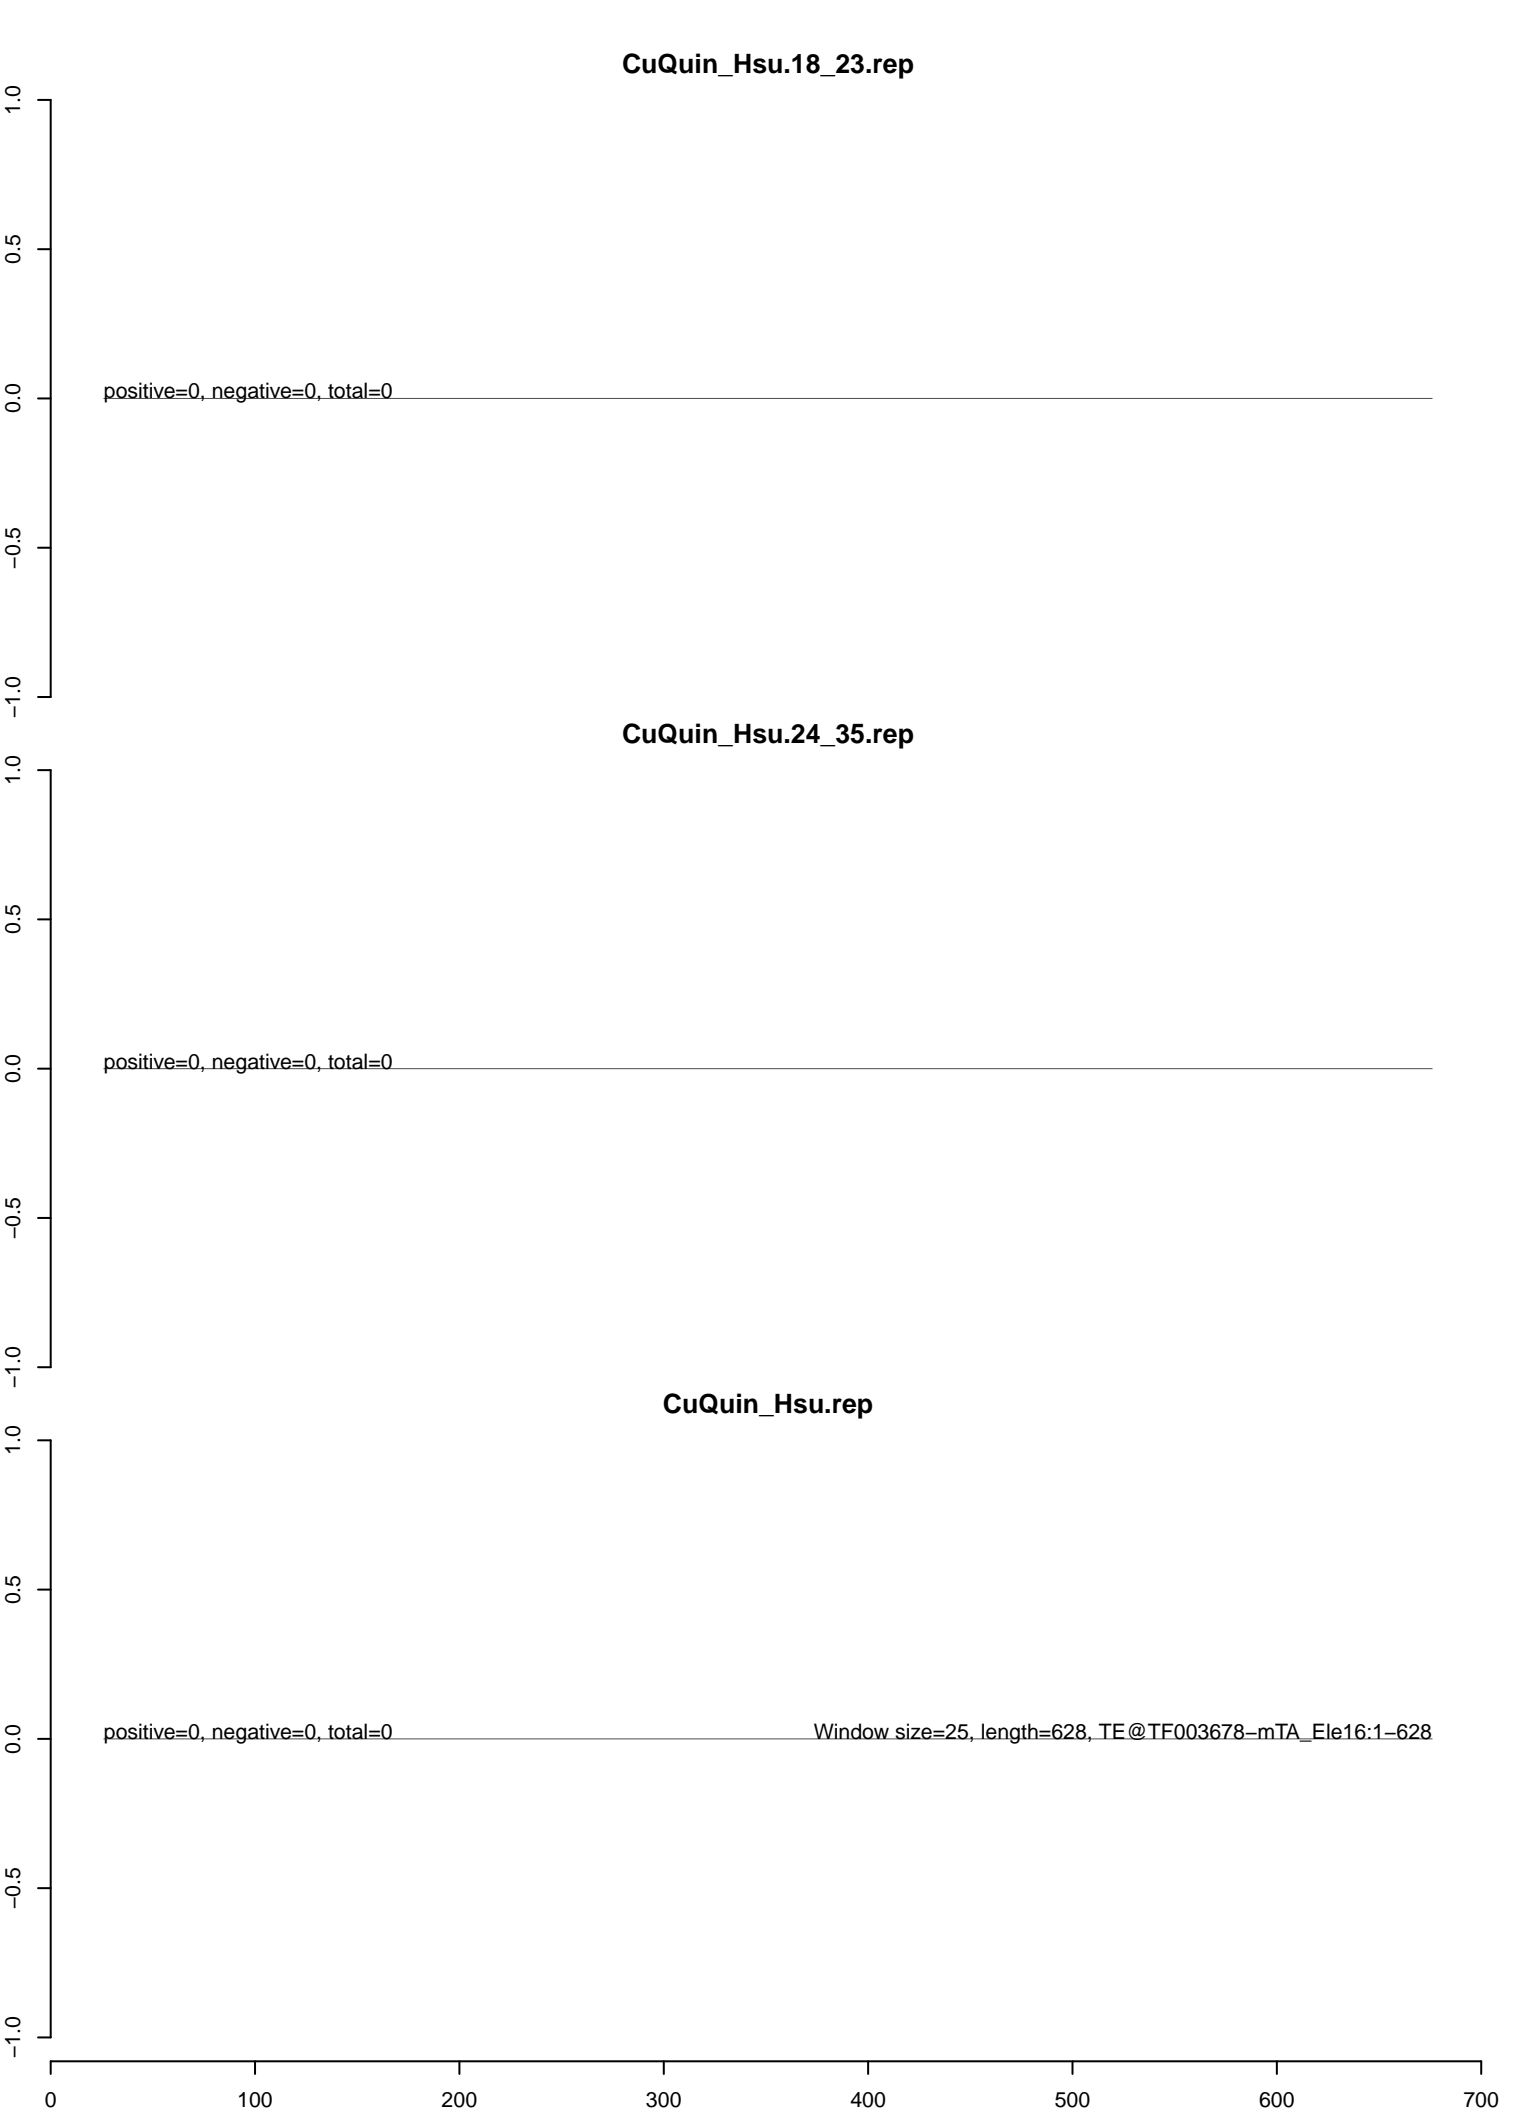 CuQuin_Hsu.18_23.rep
1.0
0.5
0.0
−0.5
−1.0
positive=0, negative=0, total=0
CuQuin_Hsu.24_35.rep
1.0
0.5
0.0
−0.5
−1.0
positive=0, negative=0, total=0
CuQuin_Hsu.rep
1.0
0.5
0.0
−0.5
−1.0
positive=0, negative=0, total=0
Window size=25, length=628, TE@TF003678−mTA_Ele16:1−628
0 100 200 300 400 500 600 700